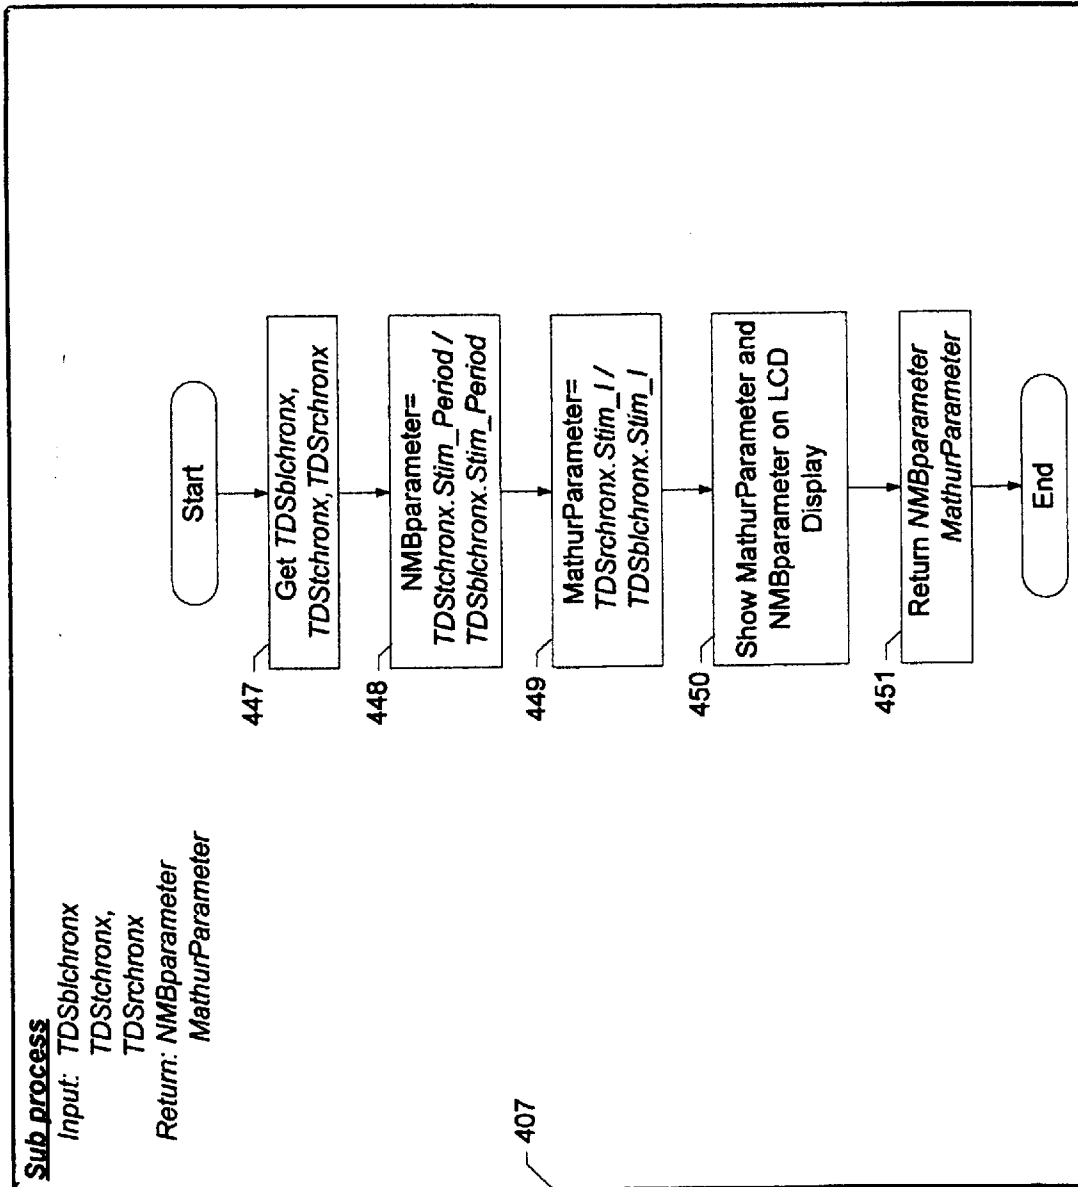 Sub process
Input: TDSblchronx
TDStchronx,
TDSrchronx
Return: NMBparameter
MathurParameter
407
Start
447
Get TDSblchronx,
TDStchronx, TDSrchronx
448
NMBparameter=
TDStchronx.Stim_Period /
TDSblchronx.Stim_Period
449
MathurParameter=
TDSrchronx.Stim_I /
TDSblchronx.Stim_I
450
Show MathurParameter and
NMBparameter on LCD
Display
451
Return NMBparameter
MathurParameter
End